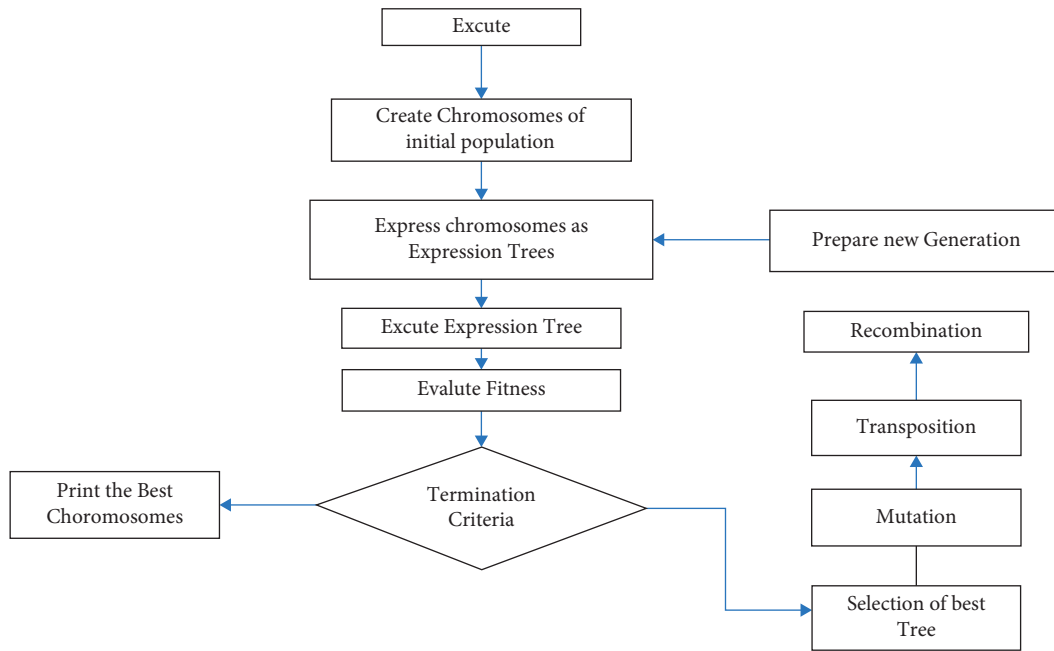 Excute
Create Chromosomes of
initial population
Express chromosomes as
Expression Trees
Prepare new Generation
Excute Expression Tree
Recombination
Evalute Fitness
Transposition
Print the Best
Choromosomes
Termination
Criteria
Mutation
Selection of best
Tree